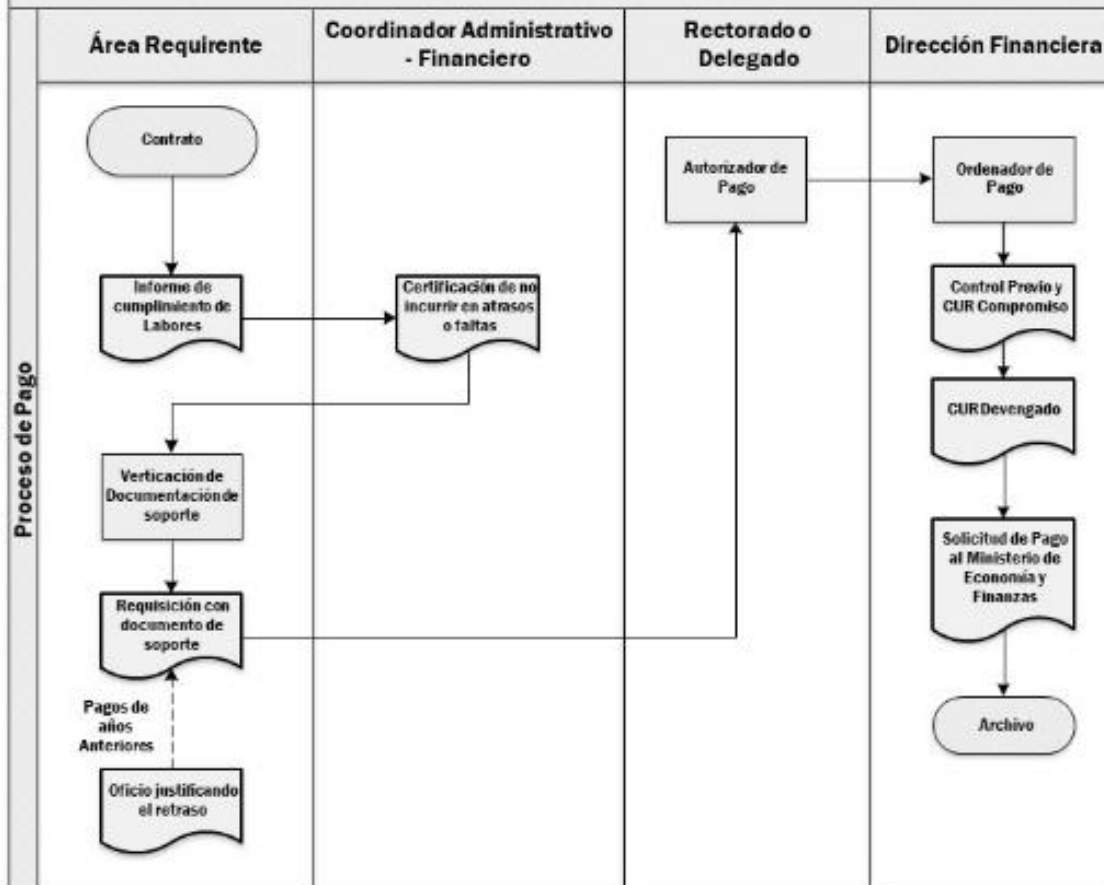 Área Requirente
Coordinador Administrativo
- Financiero
Rectorado o
Delegado
Dirección Financiera
Proceso de Pago
Contrato
Informe de
cumplimiento de
Labores
Certificación de no
incurrir en atrasos
o faltas
Verticación de
Documentación de
soporte
Requisición con
documento de
soporte
Pagos de
años
Anteriores
Oficio justificando
el retraso
Autorizador de
Pago
Ordenador de
Pago
Control Previo y
CUR Compromiso
CUR Devengado
Solicitud de Pago
al Ministerio de
Economía y
Finanzas
Archivo